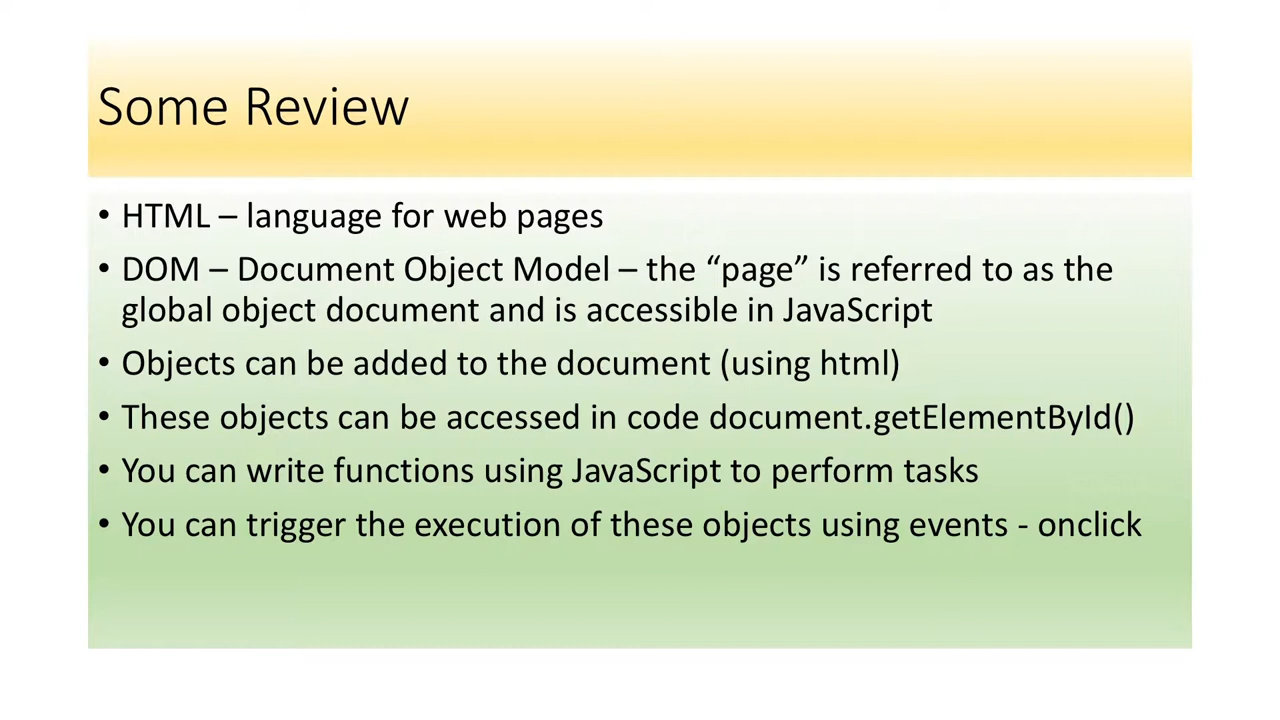 Some Review
• HTML – language for web pages
• DOM – Document Object Model – the “page” is referred to as the
global object document and is accessible in JavaScript
• Objects can be added to the document (using html)
• These objects can be accessed in code document.getElementById()
• You can write functions using JavaScript to perform tasks
• You can trigger the execution of these objects using events - onclick